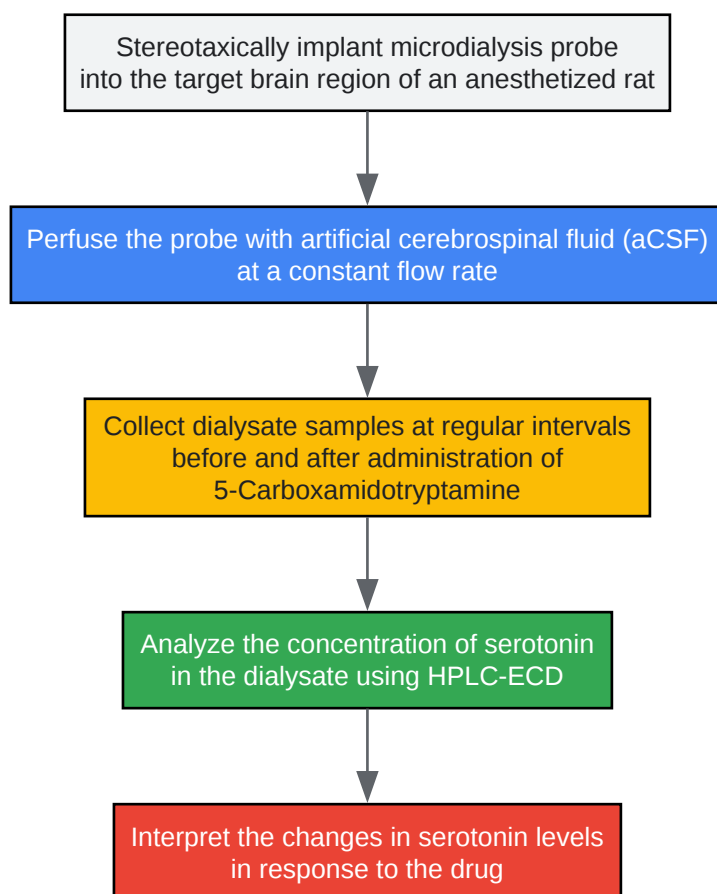 Stereotaxically implant microdialysis probe
into the target brain region of an anesthetized rat
Perfuse the probe with artificial cerebrospinal fluid (aCSF)
at a constant flow rate
Collect dialysate samples at regular intervals
before and after administration of
5-Carboxamidotryptamine
Analyze the concentration of serotonin
in the dialysate using HPLC-ECD
Interpret the changes in serotonin levels
in response to the drug